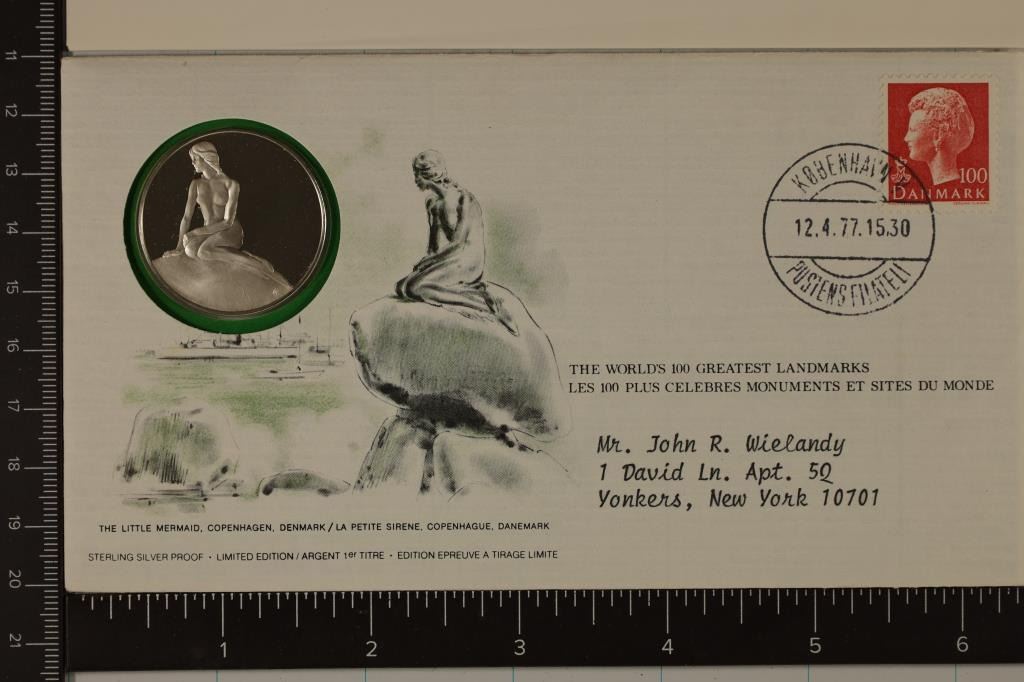 100
DANMARK
KØBENHAVN
12.4.77.15.30
POSTENS FILATELI
THE WORLD'S 100 GREATEST LANDMARKS
LES 100 PLUS CELEBRES MONUMENTS ET SITES DU MONDE
Mr. John R. Wielandy
1 David Ln. Apt. 5Q
Yonkers, New York 10701
THE LITTLE MERMAID, COPENHAGEN, DENMARK / LA PETITE SIRENE, COPENHAGUE, DANEMARK
STERLING SILVER PROOF • LIMITED EDITION / ARGENT 1er TITRE • EDITION EPREUVE A TIRAGE LIMITE
11
12
13
14
15
16
17
18
19
20
21
1 2 3 4 5 6